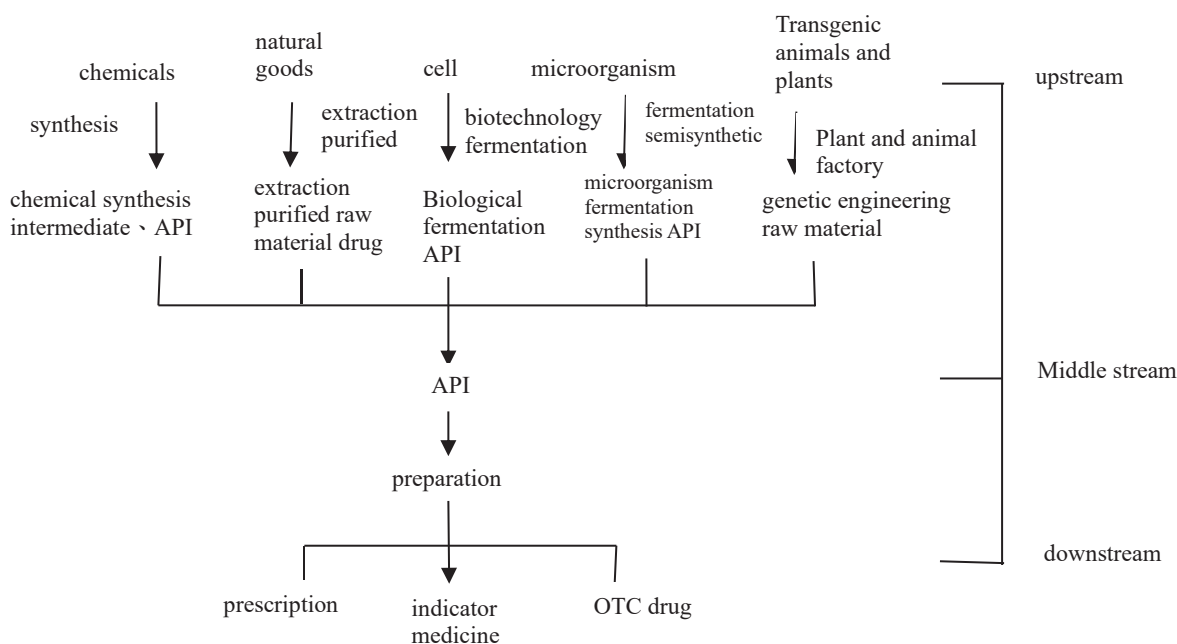 Transgenic
animals and
plants
natural
goods
chemicals
cell
microorganism
upstream
synthesis
extraction
purified
biotechnology
fermentation
fermentation
semisynthetic
Plant and animal
factory
chemical synthesis
intermediate、API
extraction
purified raw
material drug
Biological
fermentation
API
microorganism
fermentation
synthesis API
genetic engineering
raw material
API
Middle stream
preparation
downstream
prescription
indicator
medicine
OTC drug